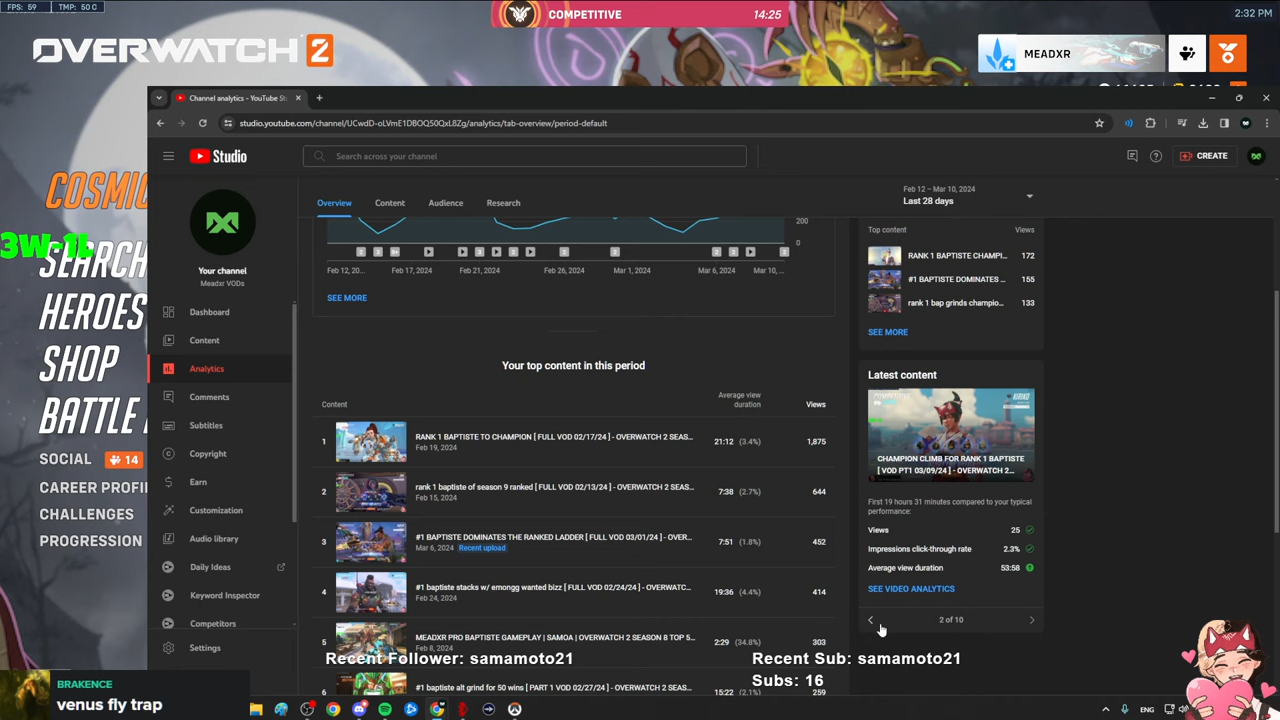 FPS: 59 TMP: 50 C
COMPETITIVE 14:25
2:32 PM
OVERWATCH 2
MEADXR
Channel analytics - YouTube St
studio.youtube.com/channel/UCwdD-oLVmE1DBOQ50QxL8Zg/analytics/tab-overview/period-default
Studio
Search across your channel
CREATE
Overview
Content
Audience
Research
Feb 12 – Mar 10, 2024
Last 28 days
COSMIC
3W-1L
SEARCH
HEROES
SHOP
BATTLE
SOCIAL 14
CAREER PROFI
CHALLENGES
PROGRESSION
Your channel
Meadxr VODs
Dashboard
Content
Analytics
Comments
Subtitles
Copyright
Earn
Customization
Audio library
Daily Ideas
Keyword Inspector
Competitors
Settings
200
0
Feb 12, 20...
Feb 17, 2024
Feb 21, 2024
Feb 26, 2024
Mar 1, 2024
Mar 6, 2024
Mar 10, ...
SEE MORE
Your top content in this period
Content
Average view
duration
Views
1 RANK 1 BAPTISTE TO CHAMPION [ FULL VOD 02/17/24 ] - OVERWATCH 2 SEAS... 21:12 (3.4%) 1,875
Feb 19, 2024
2 rank 1 baptiste of season 9 ranked [ FULL VOD 02/13/24 ] - OVERWATCH 2 SEAS... 7:38 (2.7%) 644
Feb 15, 2024
3 #1 BAPTISTE DOMINATES THE RANKED LADDER [ FULL VOD 03/01/24 ] - OVER... 7:51 (1.8%) 452
Mar 6, 2024 Recent upload
4 #1 baptiste stacks w/ emongg wanted bizz [ FULL VOD 02/24/24 ] - OVERWATC... 19:36 (4.4%) 414
Feb 24, 2024
5 MEADXR PRO BAPTISTE GAMEPLAY | SAMOA | OVERWATCH 2 SEASON 8 TOP 5... 2:29 (34.8%) 303
Feb 8, 2024
6 #1 baptiste alt grind for 50 wins [ PART 1 VOD 02/27/24 ] - OVERWATCH 2 SEAS... 15:22 (2.1%) 259
Top content Views
RANK 1 BAPTISTE CHAMPI... 172
#1 BAPTISTE DOMINATES ... 155
rank 1 bap grinds champio... 133
SEE MORE
Latest content
COMPETITIVE
KIRIKO
CHAMPION CLIMB FOR RANK 1 BAPTISTE
[ VOD PT1 03/09/24 ] - OVERWATCH 2...
First 19 hours 31 minutes compared to your typical
performance:
Views 25
Impressions click-through rate 2.3%
Average view duration 53:58
SEE VIDEO ANALYTICS
2 of 10
Recent Follower: samamoto21
Recent Sub: samamoto21
Subs: 16
BRAKENCE
venus fly trap
ENG